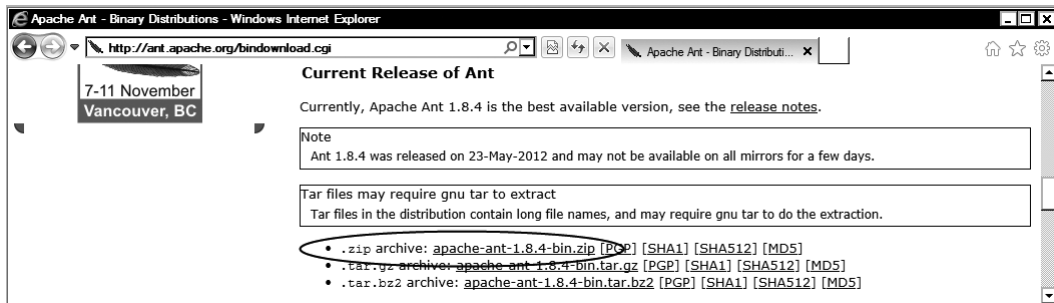 Apache Ant - Binary Distributions - Windows Internet Explorer
http://ant.apache.org/bindownload.cgi
Apache Ant - Binary Distributi...
7-11 November
Vancouver, BC
Current Release of Ant
Currently, Apache Ant 1.8.4 is the best available version, see the release notes.
Note
Ant 1.8.4 was released on 23-May-2012 and may not be available on all mirrors for a few days.
Tar files may require gnu tar to extract
Tar files in the distribution contain long file names, and may require gnu tar to do the extraction.
• .zip archive: apache-ant-1.8.4-bin.zip [PGP] [SHA1] [SHA512] [MD5]
• .tar.gz archive: apache-ant-1.8.4-bin.tar.gz [PGP] [SHA1] [SHA512] [MD5]
• .tar.bz2 archive: apache-ant-1.8.4-bin.tar.bz2 [PGP] [SHA1] [SHA512] [MD5]